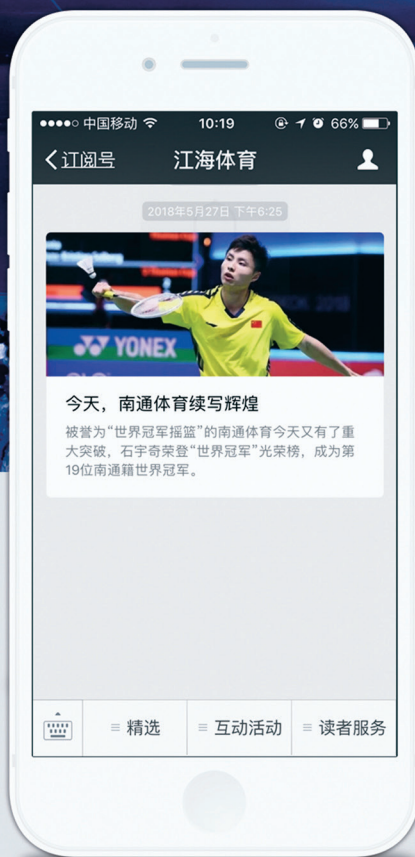 中国移动
10:19
66%
订阅号
江海体育
2018年5月27日 下午6:25
YONEX
今天，南通体育续写辉煌
被誉为“世界冠军摇篮”的南通体育今天又有了重
大突破，石宇奇荣登“世界冠军”光荣榜，成为第
19位南通籍世界冠军。
精选
互动活动
读者服务